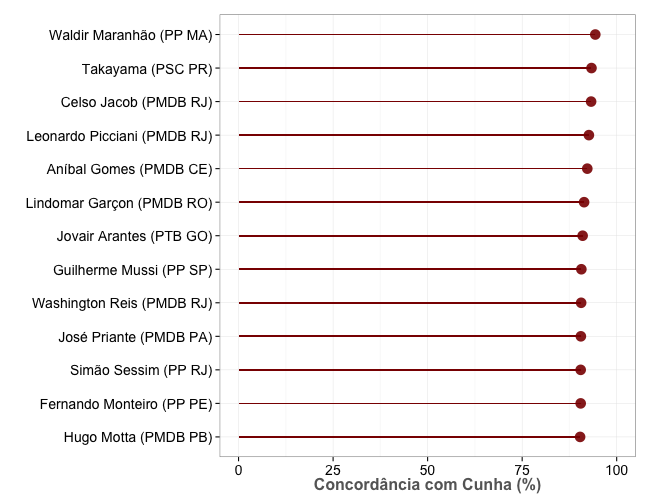 Waldir Maranhão (PP MA)
Takayama (PSC PR)
Celso Jacob (PMDB RJ)
Leonardo Picciani (PMDB RJ)
Aníbal Gomes (PMDB CE)
Lindomar Garçon (PMDB RO)
Jovair Arantes (PTB GO)
Guilherme Mussi (PP SP)
Washington Reis (PMDB RJ)
José Priante (PMDB PA)
Simão Sessim (PP RJ)
Fernando Monteiro (PP PE)
Hugo Motta (PMDB PB)
0 25 50 75 100
Concordância com Cunha (%)